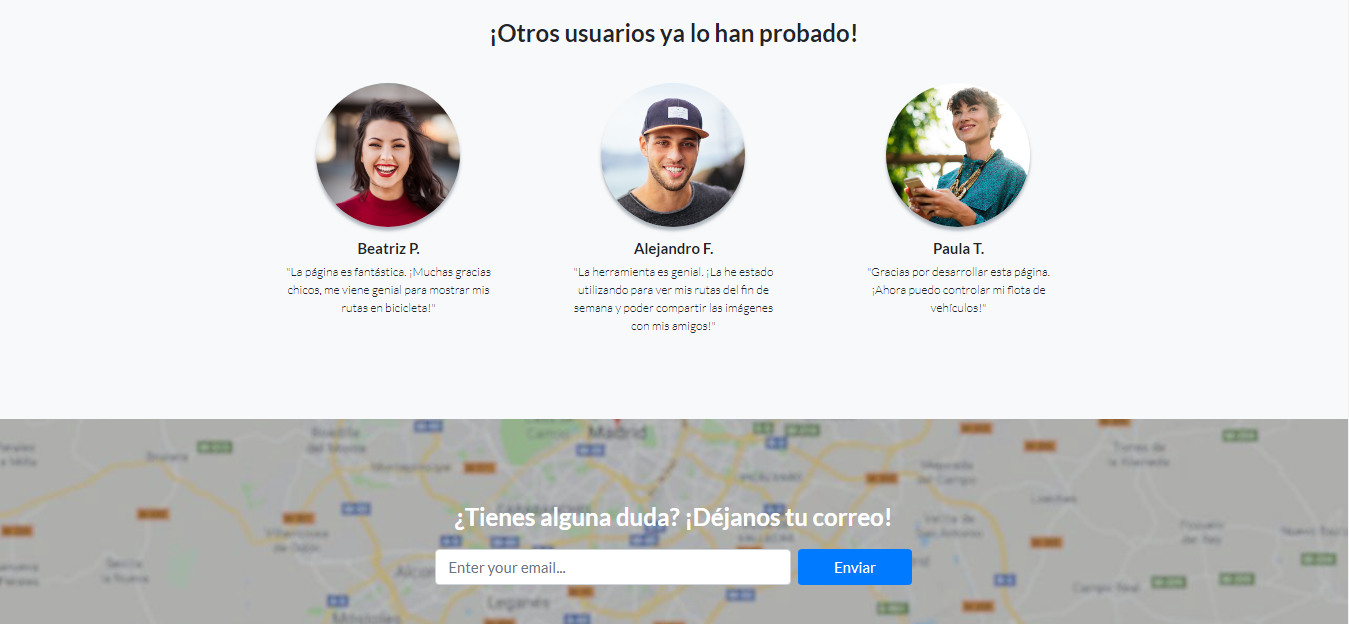 ¡Otros usuarios ya lo han probado!
Beatriz P.
"La página es fantástica. ¡Muchas gracias
chicos, me viene genial para mostrar mis
rutas en bicicleta!"
Alejandro F.
"La herramienta es genial. ¡La he estado
utilizando para ver mis rutas del fin de
semana y poder compartir las imágenes
con mis amigos!"
Paula T.
"Gracias por desarrollar esta página.
¡Ahora puedo controlar mi flota de
vehículos!"
Madrid
¿Tienes alguna duda? ¡Déjanos tu correo!
Enter your email...
Enviar
Leganés
Móstoles